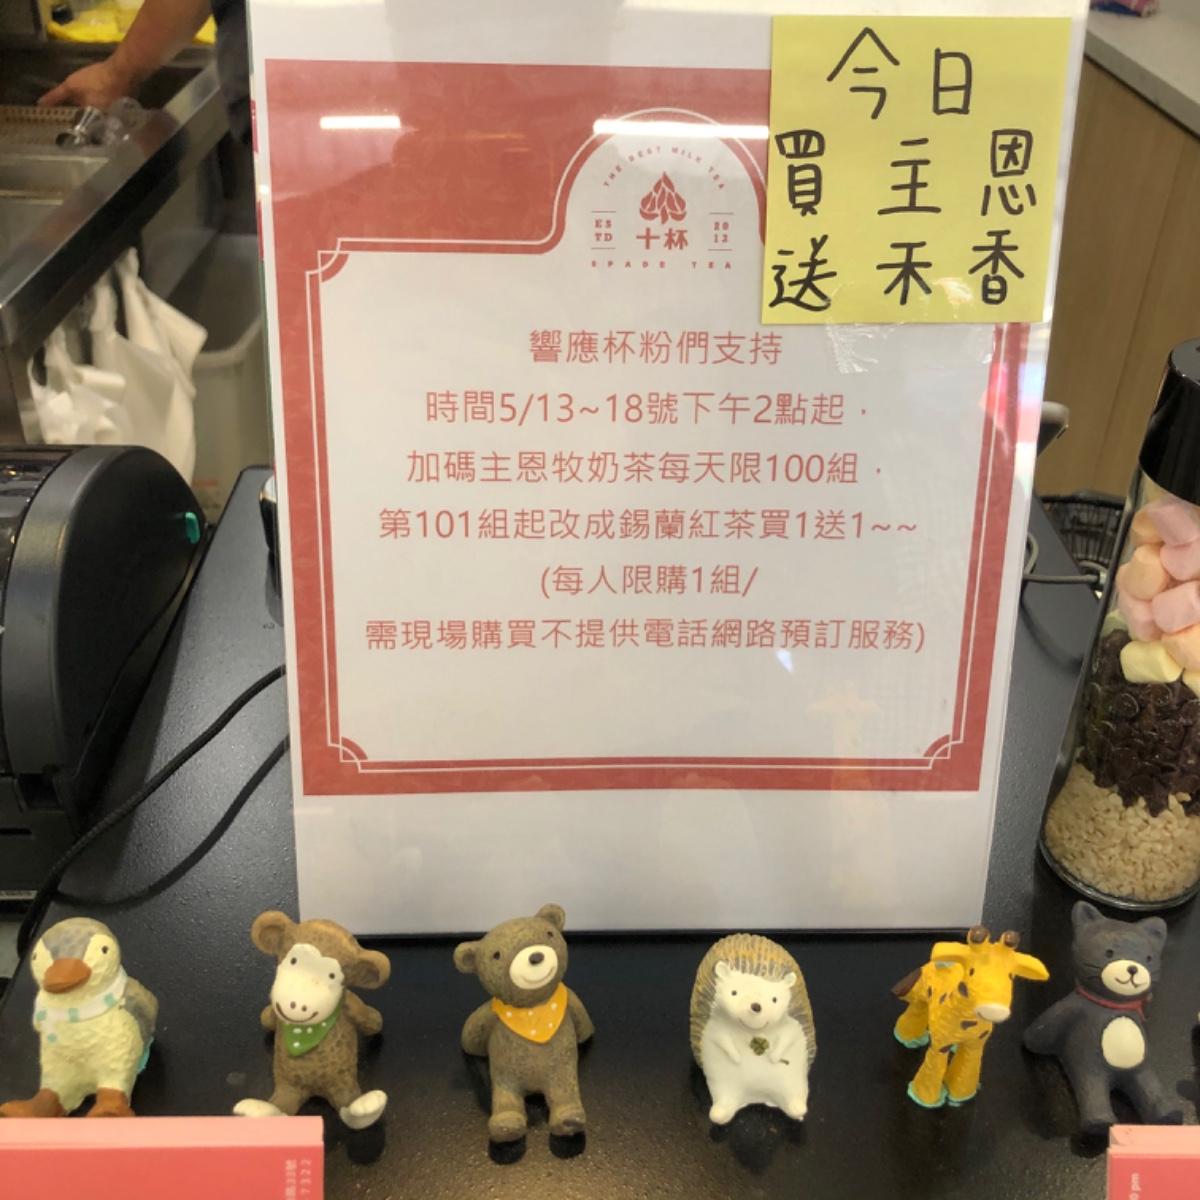 今日
買主恩
送禾香
THE BEST MILK TEA
ESTD 十杯 2012
SPADE TEA
響應杯粉們支持
時間5/13~18號下午2點起，
加碼主恩牧奶茶每天限100組，
第101組起改成錫蘭紅茶買1送1~~
(每人限購1組/
需現場購買不提供電話網路預訂服務)
pm